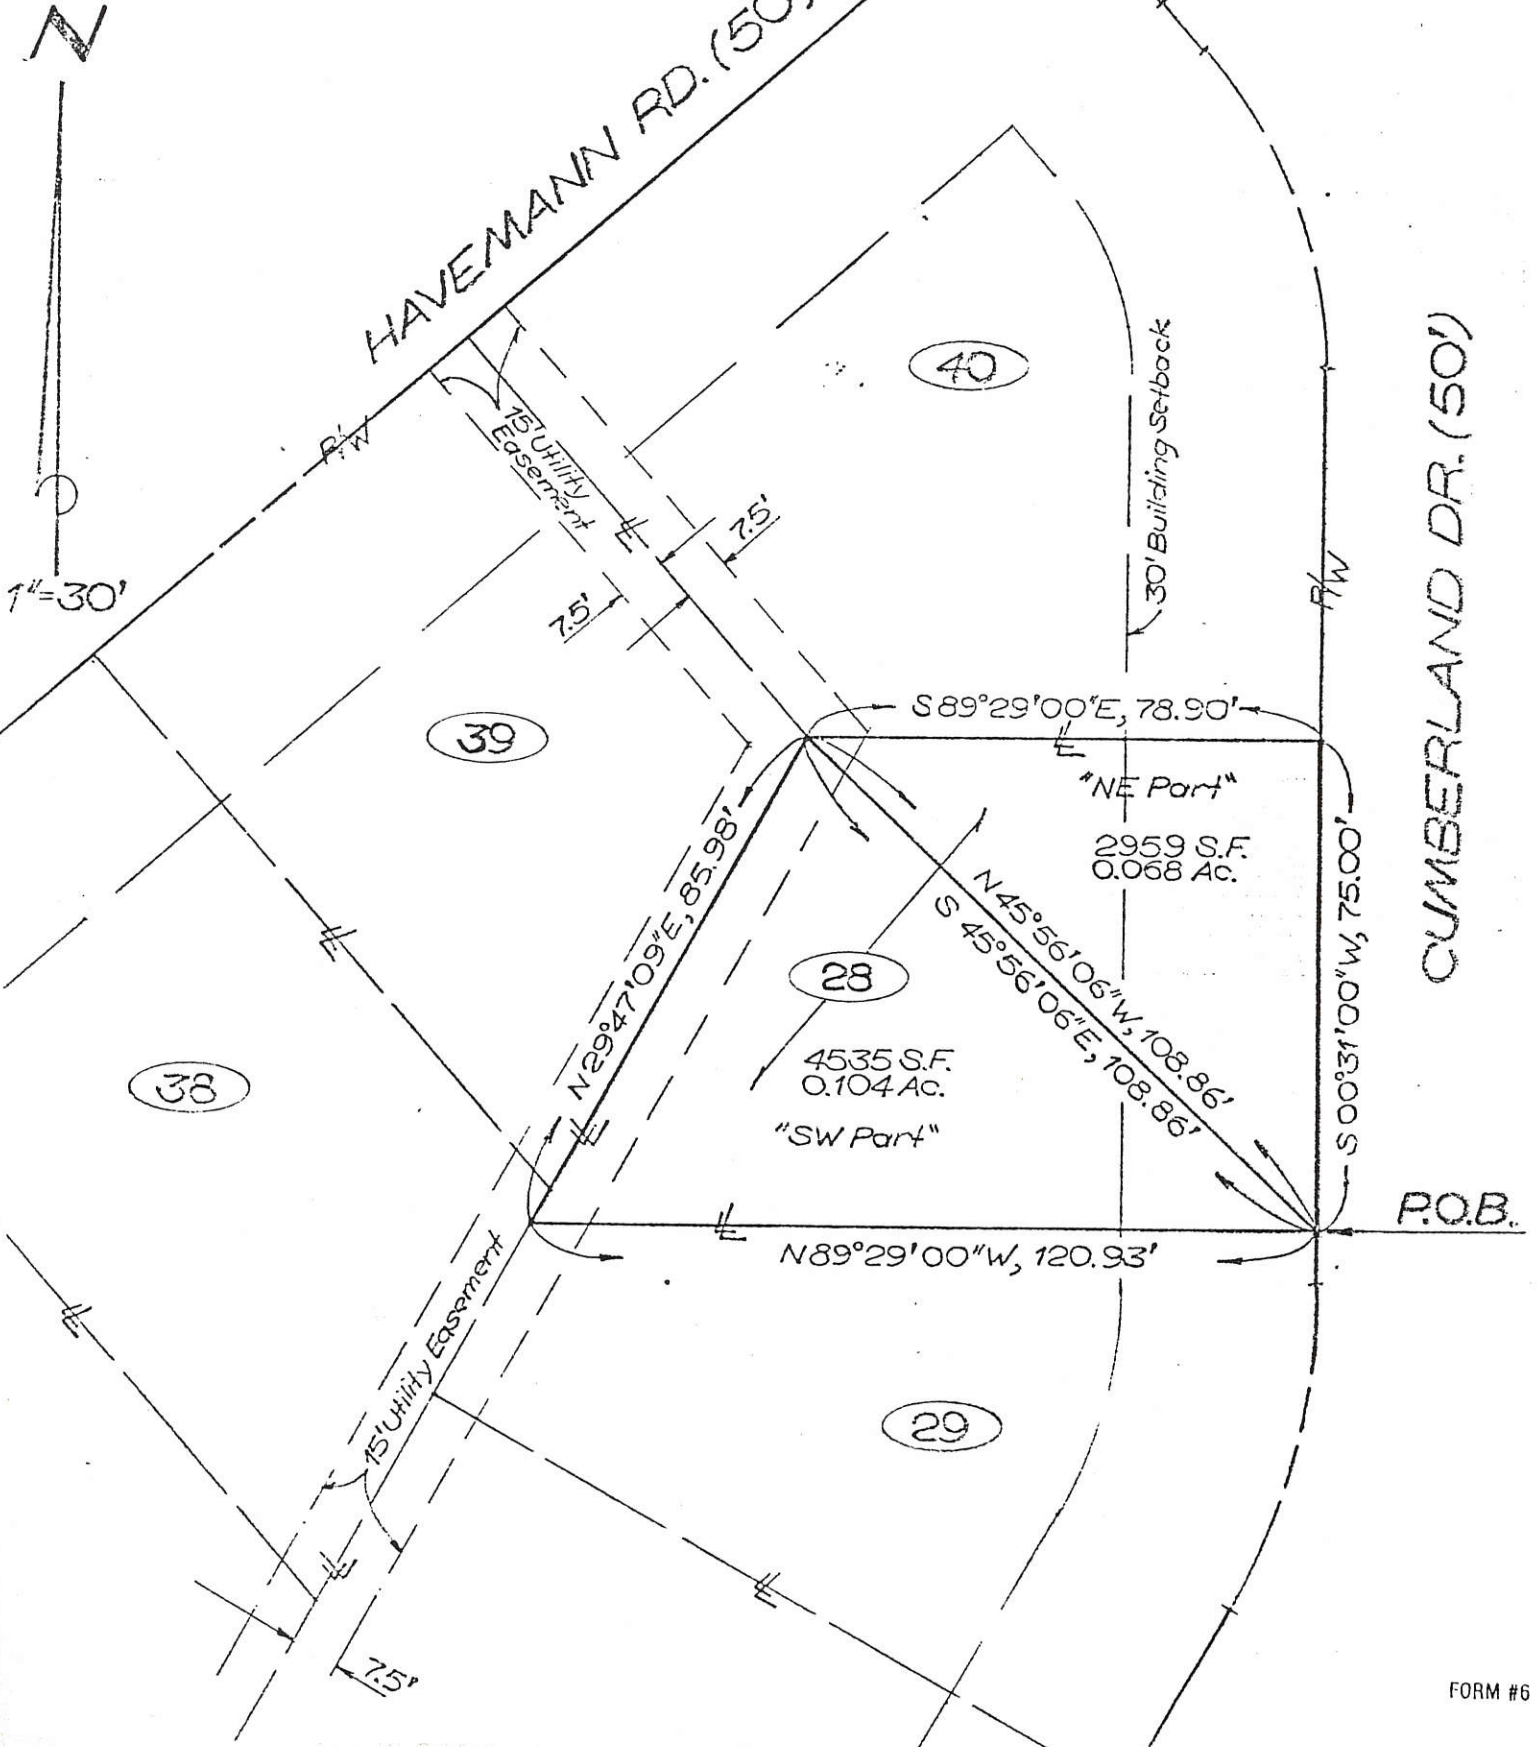 N
1"=30'
HAVEMANN RD. (50
R/W
15' Utility
Easement
7.5'
7.5'
40
30' Building Setback
R/W
CUMBERLAND DR. (50')
39
S 89°29'00"E, 78.90'
"NE Part"
2959 S.F.
0.068 Ac.
N 29°47'09"E, 85.98'
N 45°56'06"W, 108.86'
S 45°56'06"E, 108.86'
S 00°31'00"W, 75.00'
28
38
4535 S.F.
0.104 Ac.
"SW Part"
P.O.B.
N 89°29'00"W, 120.93'
15' Utility Easement
29
7.5'
FORM #6